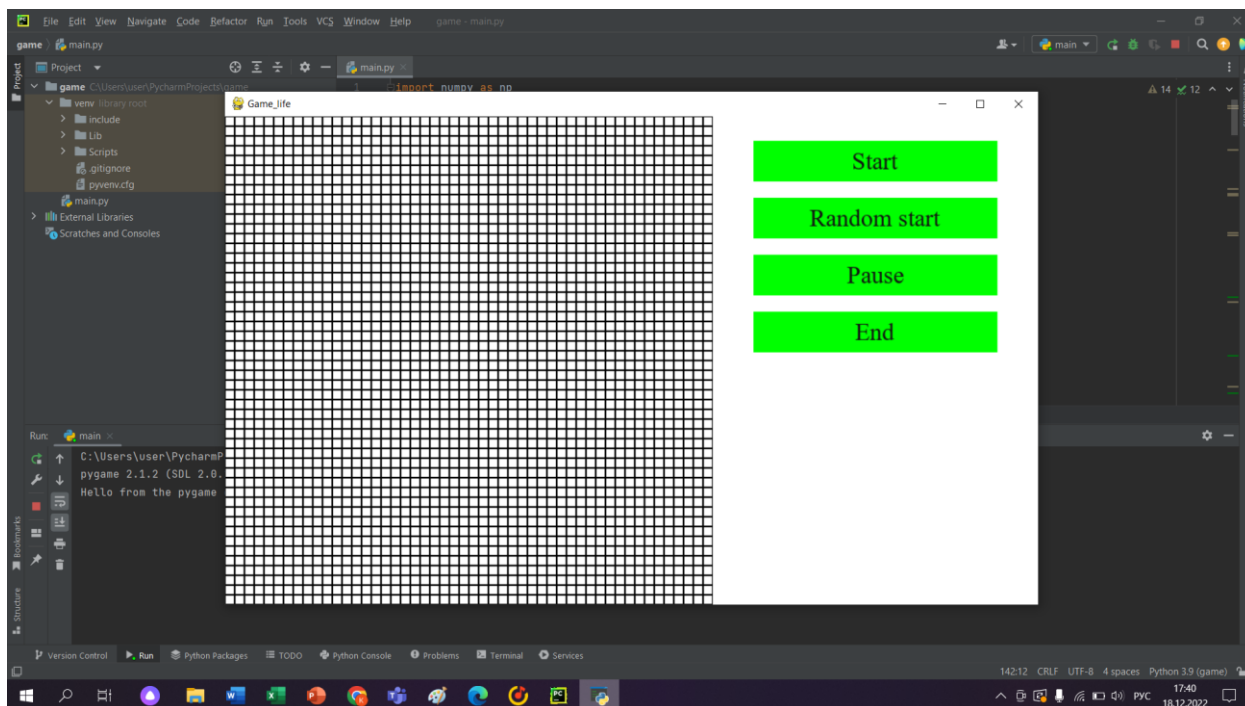 File Edit View Navigate Code Refactor Run Tools VCS Window Help game - main.py
game main.py
main
Project
Project
main.py
game C:\Users\user\PycharmProjects\game
1 import numpy as np
14 12
venv library root
include
Lib
Scripts
.gitignore
pyvenv.cfg
main.py
External Libraries
Scratches and Consoles
Game_life
Start
Random start
Pause
End
Run: main
C:\Users\user\PycharmP
pygame 2.1.2 (SDL 2.0.
Hello from the pygame
Bookmarks
Structure
Version Control Run Python Packages TODO Python Console Problems Terminal Services
142:12 CRLF UTF-8 4 spaces Python 3.9 (game)
РУС
17:40
18.12.2022